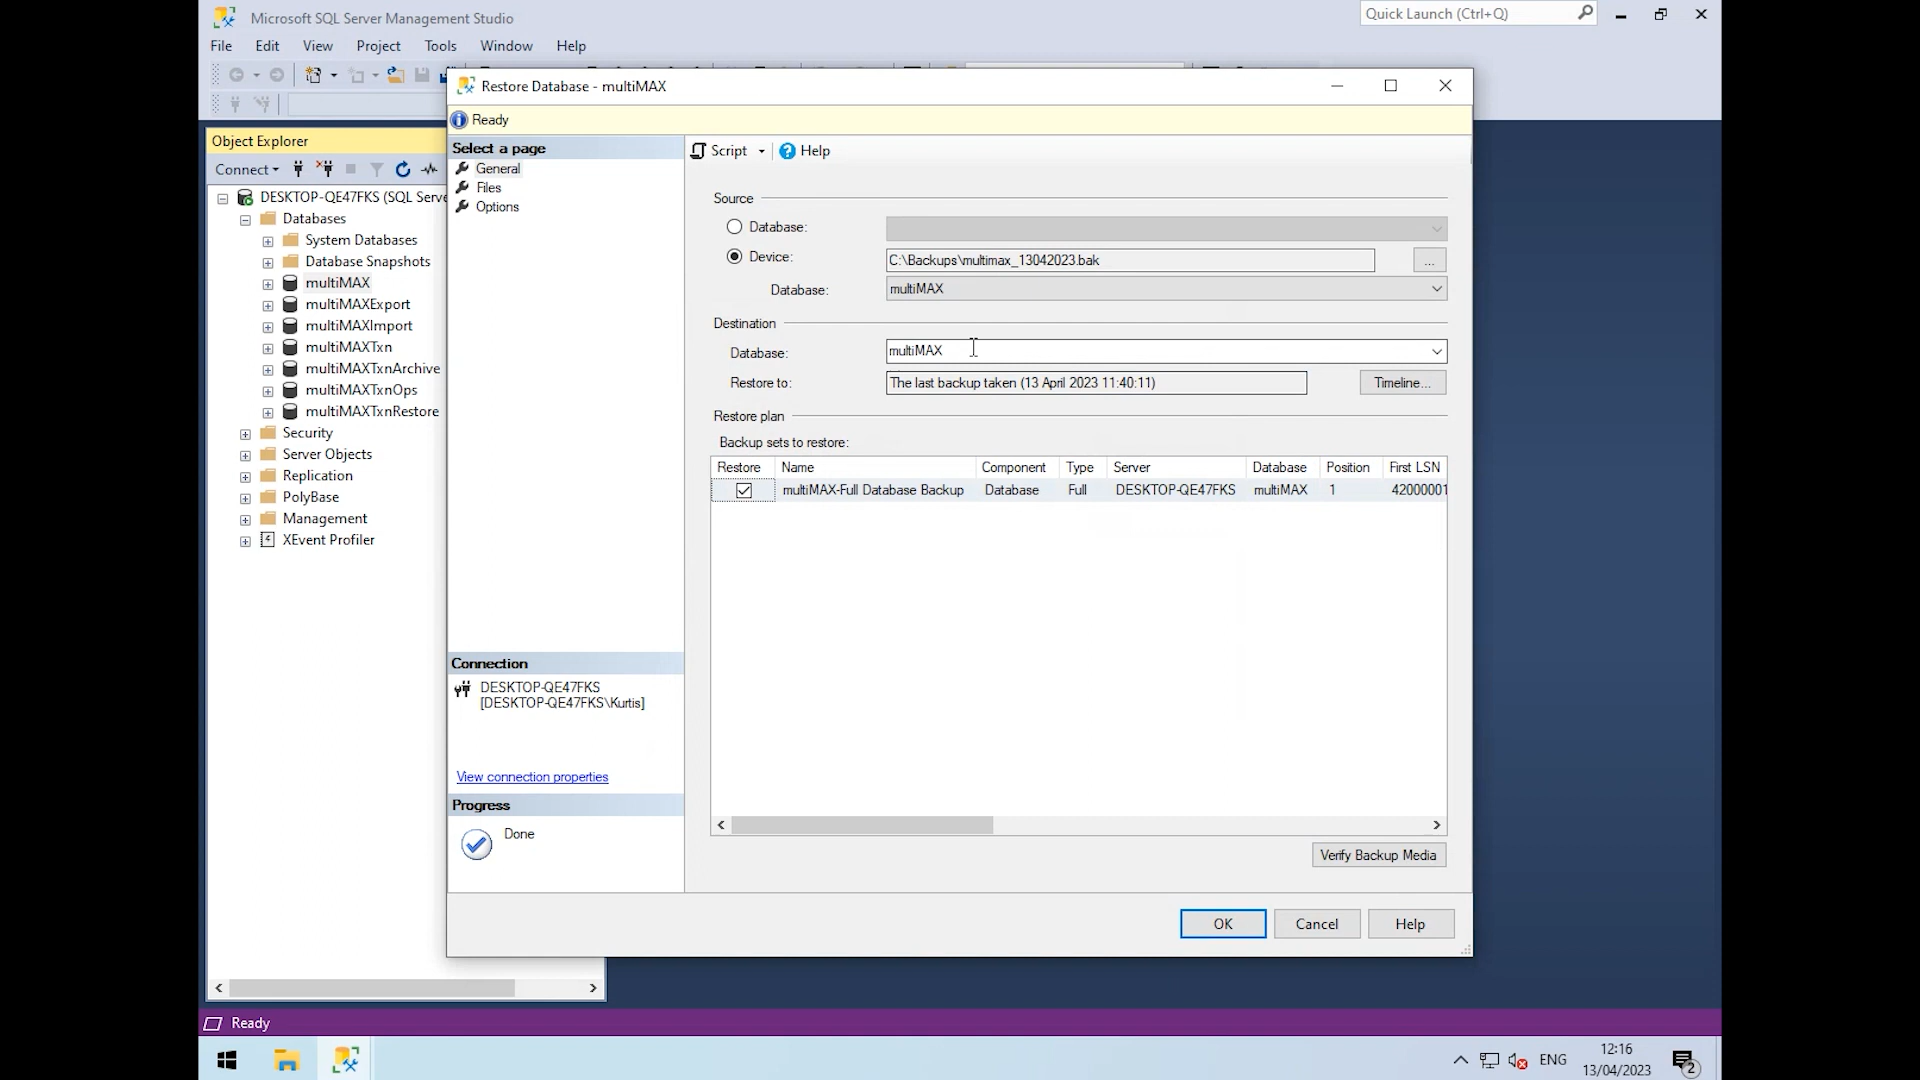 Microsoft SQL Server Management Studio
Quick Launch (Ctrl+Q)
File Edit View Project Tools Window Help
Restore Database - multiMAX
Ready
Object Explorer
Connect
DESKTOP-QE47FKS (SQL Serve
Databases
System Databases
Database Snapshots
multiMAX
multiMAXExport
multiMAXImport
multiMAXTxn
multiMAXTxnArchive
multiMAXTxnOps
multiMAXTxnRestore
Security
Server Objects
Replication
PolyBase
Management
XEvent Profiler
Select a page
General
Files
Options
Script Help
Source
Database:
Device: C:\Backups\multimax_13042023.bak ...
Database: multiMAX
Destination
Database: multiMAX
Restore to: The last backup taken (13 April 2023 11:40:11) Timeline...
Restore plan
Backup sets to restore:
Restore Name Component Type Server Database Position First LSN
multiMAX-Full Database Backup Database Full DESKTOP-QE47FKS multiMAX 1 42000001
Connection
DESKTOP-QE47FKS
[DESKTOP-QE47FKS\Kurtis]
View connection properties
Progress
Done
Verify Backup Media
OK Cancel Help
Ready
ENG
12:16
13/04/2023
2